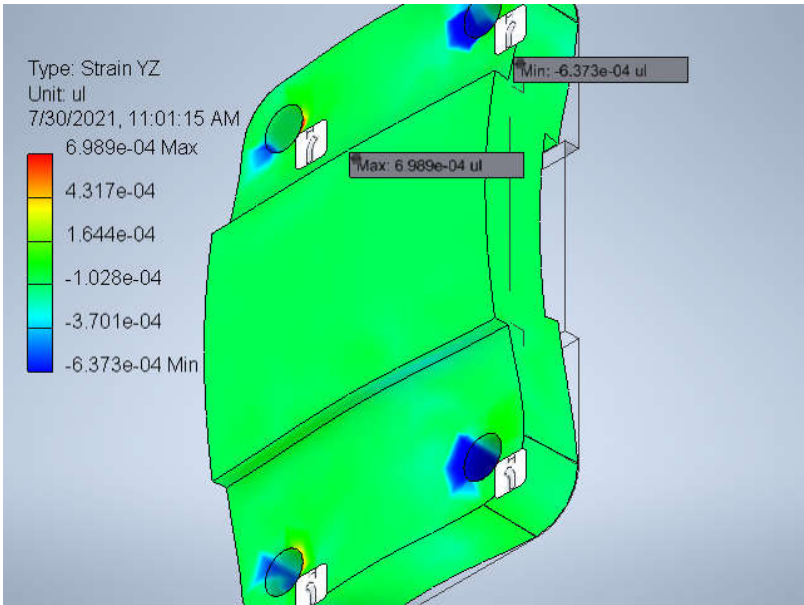 Type: Strain YZ
Unit: ul
7/30/2021, 11:01:15 AM
6.989e-04 Max
4.317e-04
1.644e-04
-1.028e-04
-3.701e-04
-6.373e-04 Min
Min: -6.373e-04 ul
Max: 6.989e-04 ul